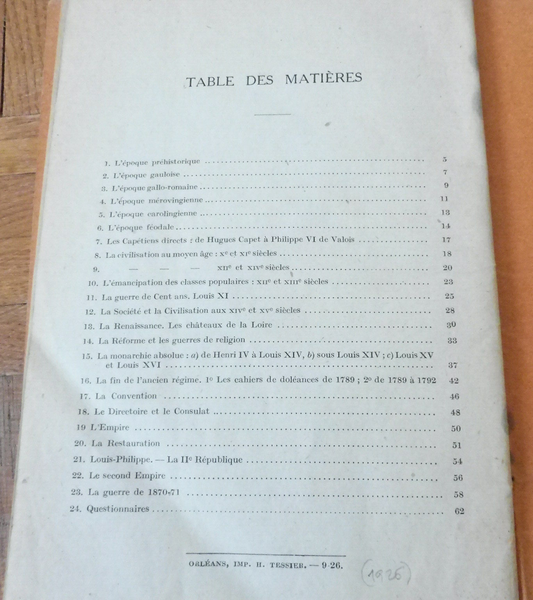 TABLE DES MATIÈRES
1. L'époque préhistorique ........ 5
2. L'époque gauloise ........ 7
3. L'époque gallo-romaine ........ 9
4. L'époque mérovingienne ........ 11
5. L'époque carolingienne ........ 13
6. L'époque féodale ........ 14
7. Les Capétiens directs : de Hugues Capet à Philippe VI de Valois ........ 17
8. La civilisation au moyen âge : Xe et XIe siècles ........ 18
9. — — — XIIe et XIVe siècles ........ 20
10. L'émancipation des classes populaires : XIIe et XIIIe siècles ........ 23
11. La guerre de Cent ans. Louis XI ........ 25
12. La Société et la Civilisation aux XIVe et XVe siècles ........ 28
13. La Renaissance. Les châteaux de la Loire ........ 30
14. La Réforme et les guerres de religion ........ 33
15. La monarchie absolue : a) de Henri IV à Louis XIV, b) sous Louis XIV ; c) Louis XV
et Louis XVI ........ 37
16. La fin de l'ancien régime. 1º Les cahiers de doléances de 1789 ; 2º de 1789 à 1792 42
17. La Convention ........ 46
18. Le Directoire et le Consulat ........ 48
19 L'Empire ........ 50
20. La Restauration ........ 51
21. Louis-Philippe. — La IIe République ........ 54
22. Le second Empire ........ 56
23. La guerre de 1870-71 ........ 58
24. Questionnaires ........ 62
ORLÉANS, IMP. H. TESSIER. — 9 26.
(1926)